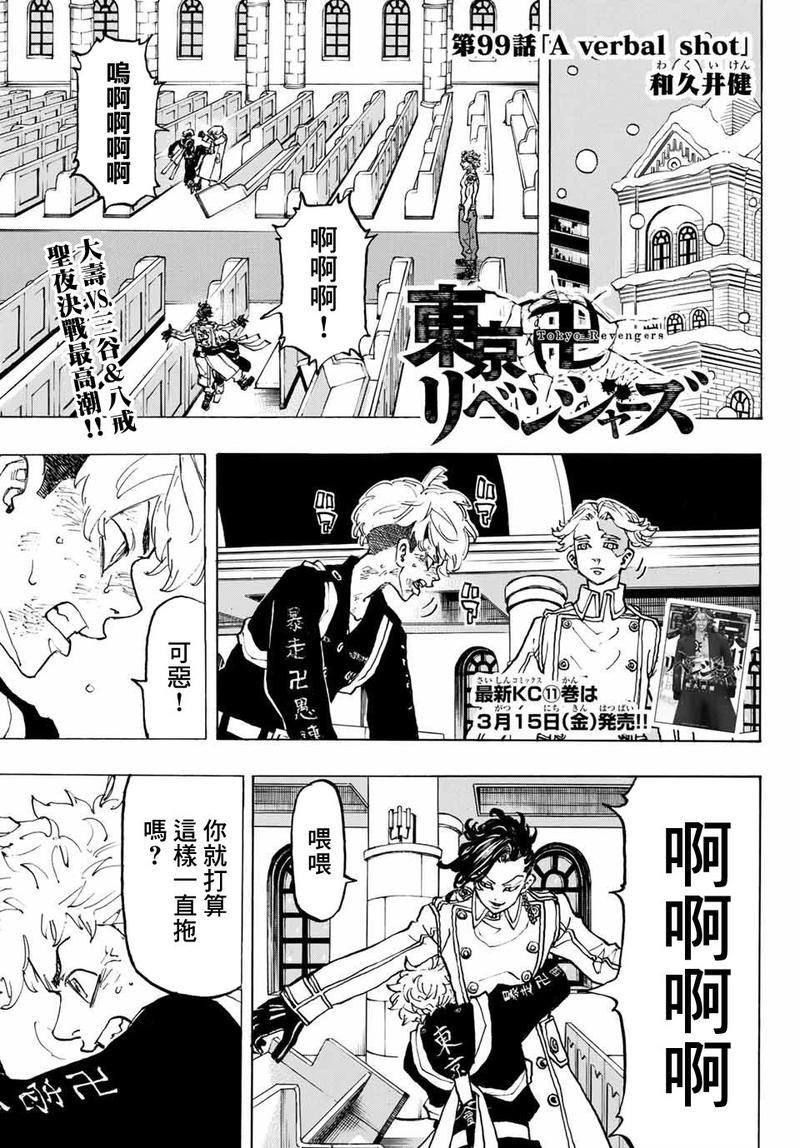 第99話「A verbal shot」
わくいけん
和久井健
嗚啊啊啊啊
啊啊啊！
大壽VS.三谷&八戒
聖夜決戰最高潮!!
東京卍
Tokyo Revengers
リベンジャーズ
暴走卍愚連
最新KC⑪巻は
さいしんコミックス かん
3月15日(金)発売!!
がつ にち きん はつばい
可惡！
啊啊啊啊
喂喂
你就打算
這樣一直拖
嗎？
暴走卍
東京
會